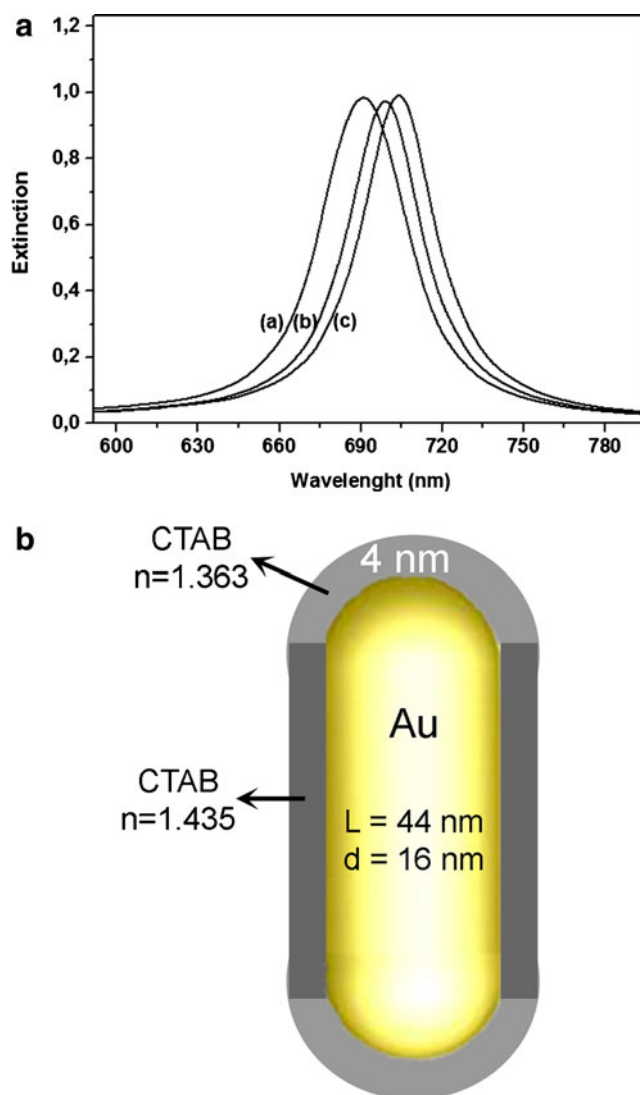 a
1,2
1,0
0,8
0,6
0,4
0,2
0,0
Extinction
(a) (b) (c)
600 630 660 690 720 750 780
Wavelenght (nm)
b
CTAB
n=1.363
4 nm
Au
CTAB
n=1.435
L = 44 nm
d = 16 nm